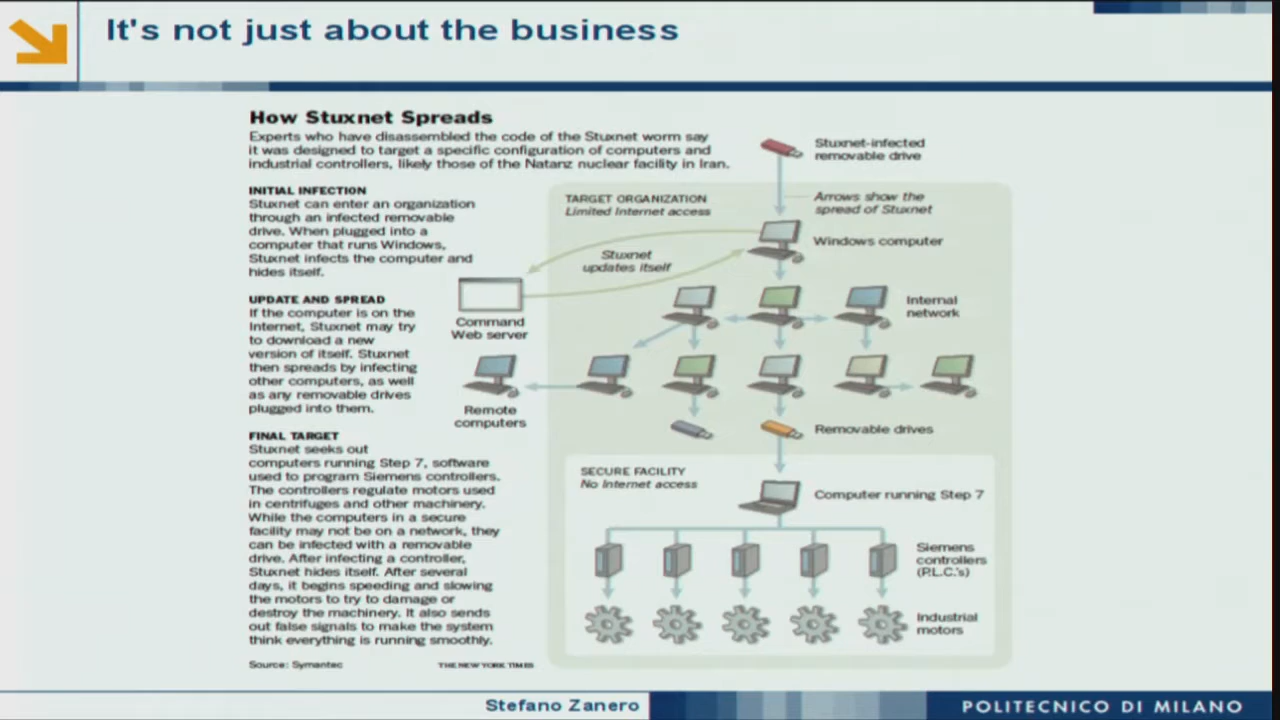 It's not just about the business
How Stuxnet Spreads
Experts who have disassembled the code of the Stuxnet worm say
it was designed to target a specific configuration of computers and
industrial controllers, likely those of the Natanz nuclear facility in Iran.
INITIAL INFECTION
Stuxnet can enter an organization
through an infected removable
drive. When plugged into a
computer that runs Windows,
Stuxnet infects the computer and
hides itself.
UPDATE AND SPREAD
If the computer is on the
Internet, Stuxnet may try
to download a new
version of itself. Stuxnet
then spreads by infecting
other computers, as well
as any removable drives
plugged into them.
FINAL TARGET
Stuxnet seeks out
computers running Step 7, software
used to program Siemens controllers.
The controllers regulate motors used
in centrifuges and other machinery.
While the computers in a secure
facility may not be on a network, they
can be infected with a removable
drive. After infecting a controller,
Stuxnet hides itself. After several
days, it begins speeding and slowing
the motors to try to damage or
destroy the machinery. It also sends
out false signals to make the system
think everything is running smoothly.
Source: Symantec
THE NEW YORK TIMES
Stuxnet-infected
removable drive
TARGET ORGANIZATION
Limited Internet access
Arrows show the
spread of Stuxnet
Windows computer
Stuxnet
updates itself
Command
Web server
Internal
network
Remote
computers
Removable drives
SECURE FACILITY
No Internet access
Computer running Step 7
Siemens
controllers
(P.L.C.'s)
Industrial
motors
Stefano Zanero
POLITECNICO DI MILANO